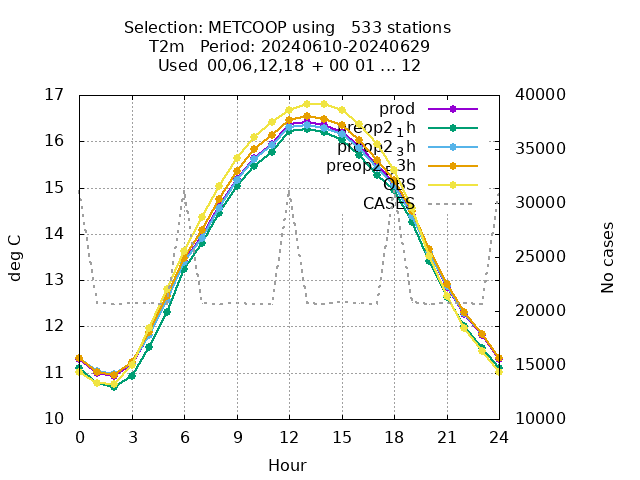 Selection: METCOOP using 533 stations
T2m Period: 20240610-20240629
Used 00,06,12,18 + 00 01 ... 12
17
16
15
14
13
12
11
10
deg C
40000
35000
30000
25000
20000
15000
10000
No cases
prod
preop2_1h
preop2_3h
OBS
CASES
0 3 6 9 12 15 18 21 24
Hour